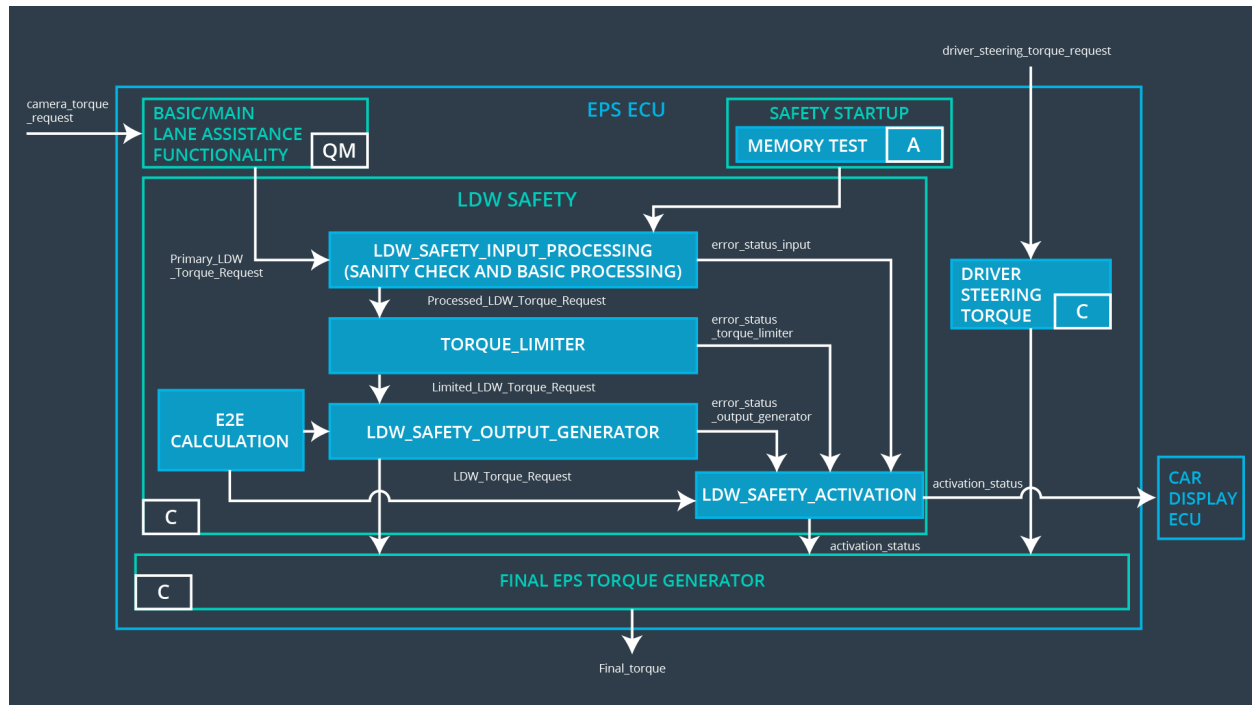 driver_steering_torque_request
camera_torque
_request
BASIC/MAIN
LANE ASSISTANCE
FUNCTIONALITY
QM
EPS ECU
SAFETY STARTUP
MEMORY TEST
A
LDW SAFETY
Primary_LDW
_Torque_Request
LDW_SAFETY_INPUT_PROCESSING
(SANITY CHECK AND BASIC PROCESSING)
error_status_input
DRIVER
STEERING
TORQUE
C
Processed_LDW_Torque_Request
TORQUE_LIMITER
error_status
_torque_limiter
Limited_LDW_Torque_Request
E2E
CALCULATION
LDW_SAFETY_OUTPUT_GENERATOR
error_status
_output_generator
LDW_Torque_Request
LDW_SAFETY_ACTIVATION
activation_status
CAR
DISPLAY
ECU
C
activation_status
FINAL EPS TORQUE GENERATOR
C
Final_torque